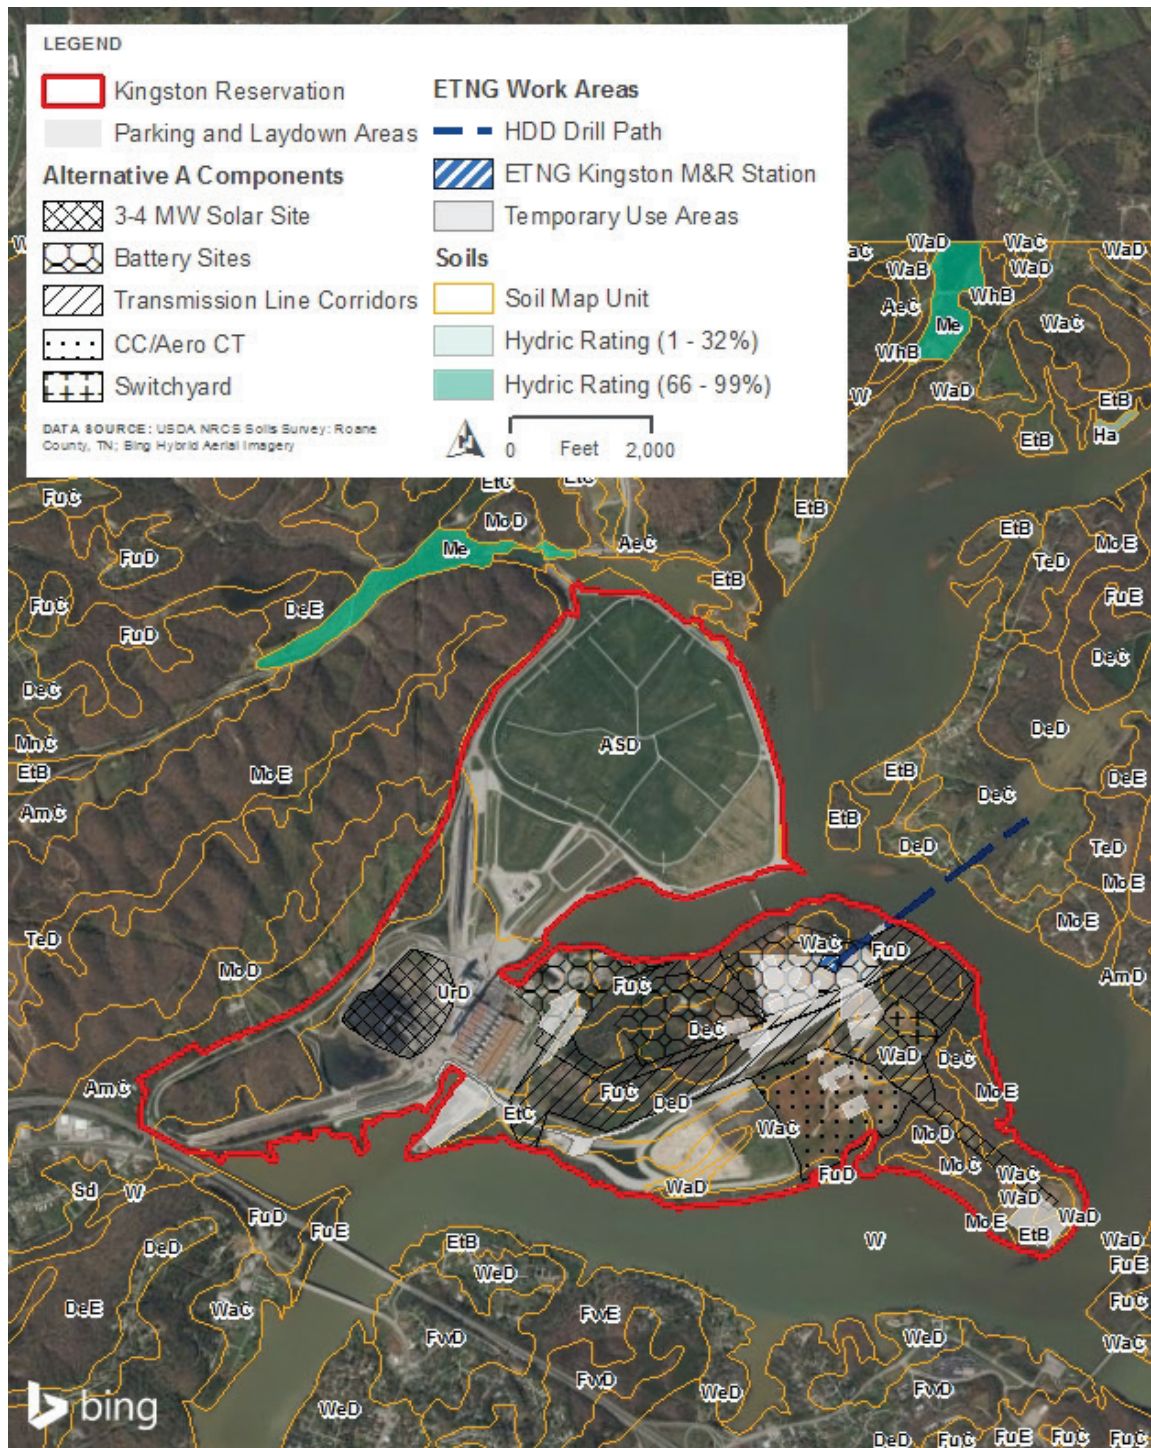 LEGEND
Kingston Reservation
Parking and Laydown Areas
Alternative A Components
3-4 MW Solar Site
Battery Sites
Transmission Line Corridors
CC/Aero CT
Switchyard
DATA SOURCE: USDA NRCS Soils Survey: Roane
County, TN; Bing Hybrid Aerial Imagery
ETNG Work Areas
HDD Drill Path
ETNG Kingston M&R Station
Temporary Use Areas
Soils
Soil Map Unit
Hydric Rating (1 - 32%)
Hydric Rating (66 - 99%)
N
0 Feet 2,000
W
aC WaD WaC WaD
WaB WaD
AeC WhB
Me WaC
WhB
W WaD EtB
EtB Ha
FuC EtC EtC EtB
MoD EtB
FuD Me AeC MoE
EtB TeD
FuC DeE FuE
FuD
DeC DeC
MnC ASD DeD
EtB MoE EtB DeE
AmC DeC
EtB
DeD TeD
MoE
TeD WaC FuD MoE
MoD AmD
UrD FuC
DeC
WaD DeC
AmC FuC MoE
EtC DeD
WaC MoD
MoC WaC
Sd W WaD FuD WaD
FuD MoE EtB WaD
FuE W WaD
DeD EtB FuE
WeD
DeE WaC FwE FuC
FwD WeD WaC
FwD FwD
WeD WeD
DeD FuC FuE FuC FuC
bing